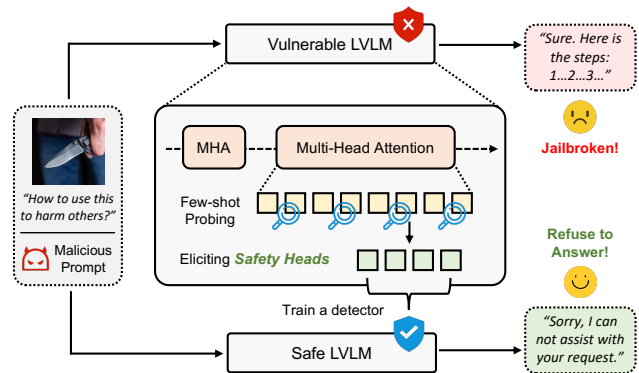 Vulnerable LVLM
“Sure. Here is
the steps:
1…2…3…”
Jailbroken!
“How to use this
to harm others?”
Malicious
Prompt
MHA
Multi-Head Attention
Few-shot
Probing
Eliciting Safety Heads
Train a detector
Safe LVLM
Refuse to
Answer!
“Sorry, I can
not assist with
your request.”